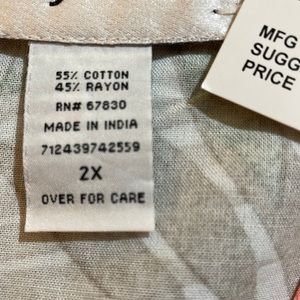 55% COTTON
45% RAYON
RN# 67830
MADE IN INDIA
712439742559
2X
OVER FOR CARE
MFG
SUGG
PRICE